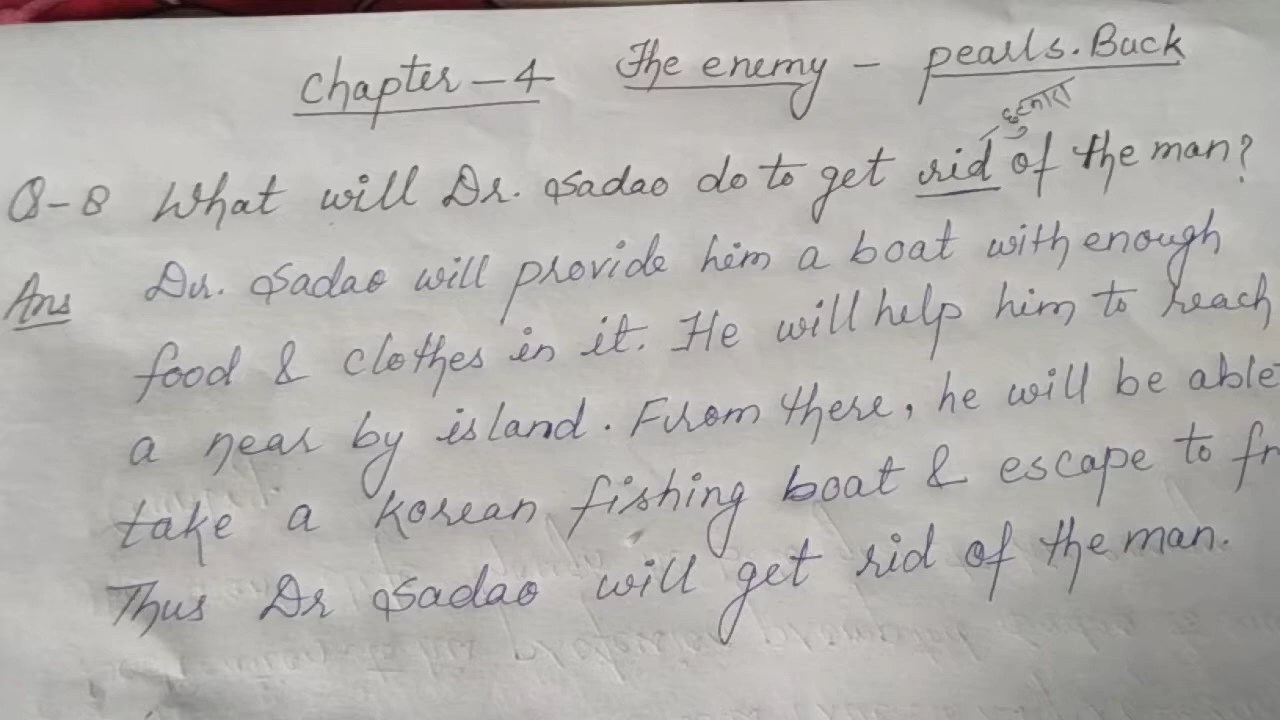 Chapter - 4 The enemy - pearls. Buck
छुटकारा
Q-8 What will Dr. Sadao do to get rid of the man?
Ans Dr. Sadao will provide him a boat with enough
food & clothes in it. He will help him to reach
a near by island. From there, he will be able
take a korean fishing boat & escape to fr
Thus Dr Sadao will get rid of the man.